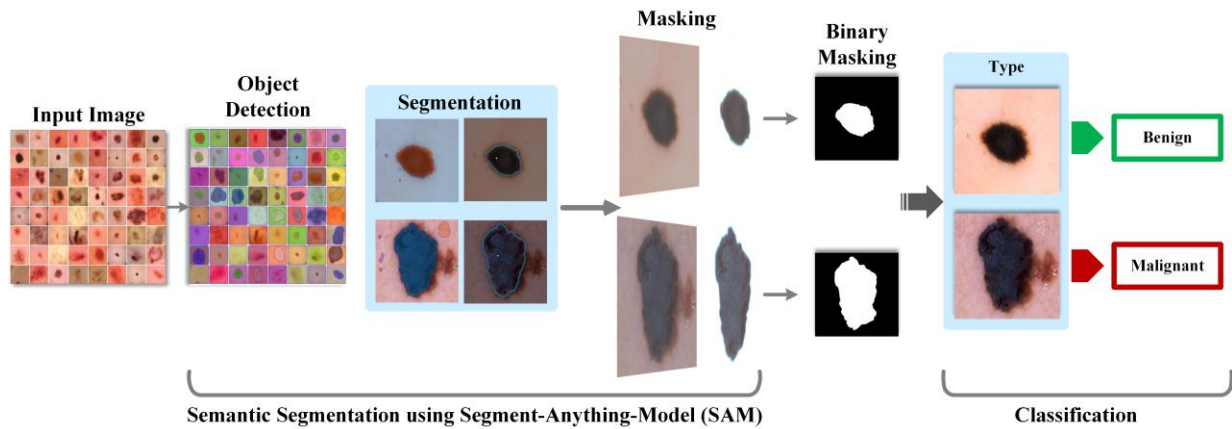 Input Image
Object
Detection
Segmentation
Masking
Binary
Masking
Type
Benign
Malignant
Semantic Segmentation using Segment-Anything-Model (SAM)
Classification